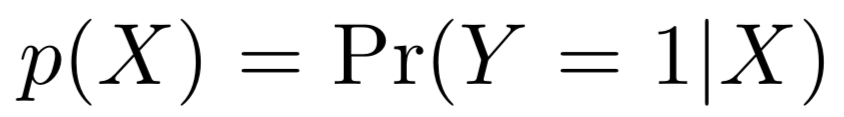 p(X) = Pr(Y = 1|X)